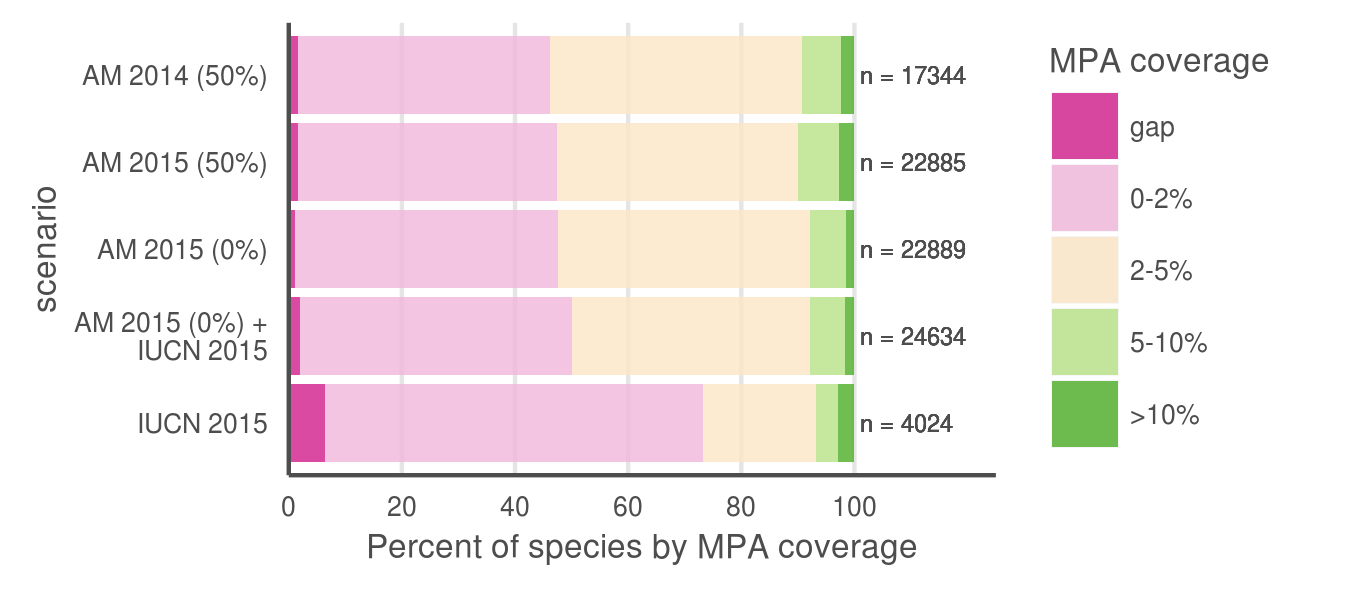 AM 2014 (50%)
n = 17344
AM 2015 (50%)
n = 22885
AM 2015 (0%)
n = 22889
AM 2015 (0%) +
IUCN 2015
n = 24634
IUCN 2015
n = 4024
scenario
0 20 40 60 80 100
Percent of species by MPA coverage
MPA coverage
gap
0-2%
2-5%
5-10%
>10%